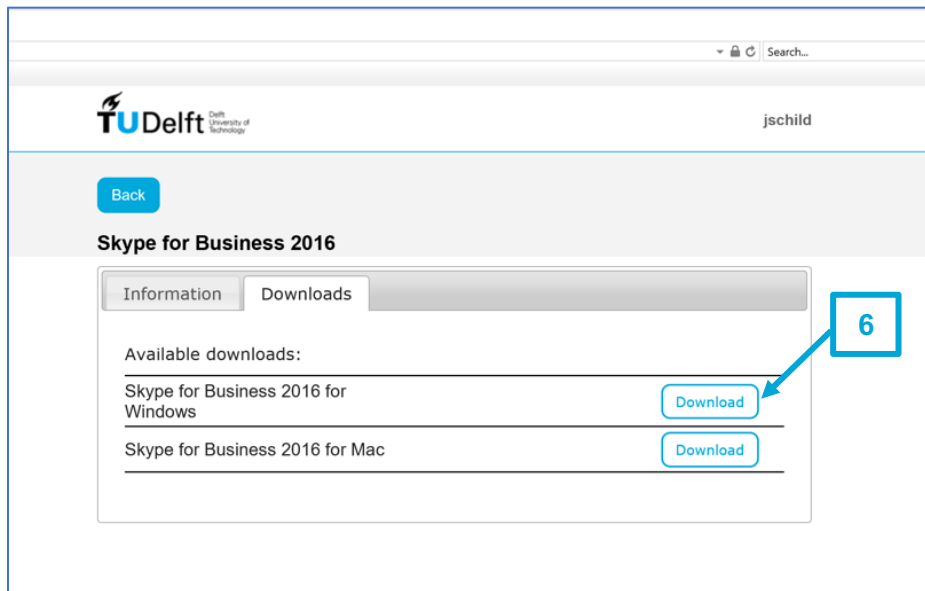 Search...
TUDelft
Delft
University of
Technology
jschild
Back
Skype for Business 2016
Information
Downloads
6
Available downloads:
Skype for Business 2016 for
Windows
Download
Skype for Business 2016 for Mac
Download